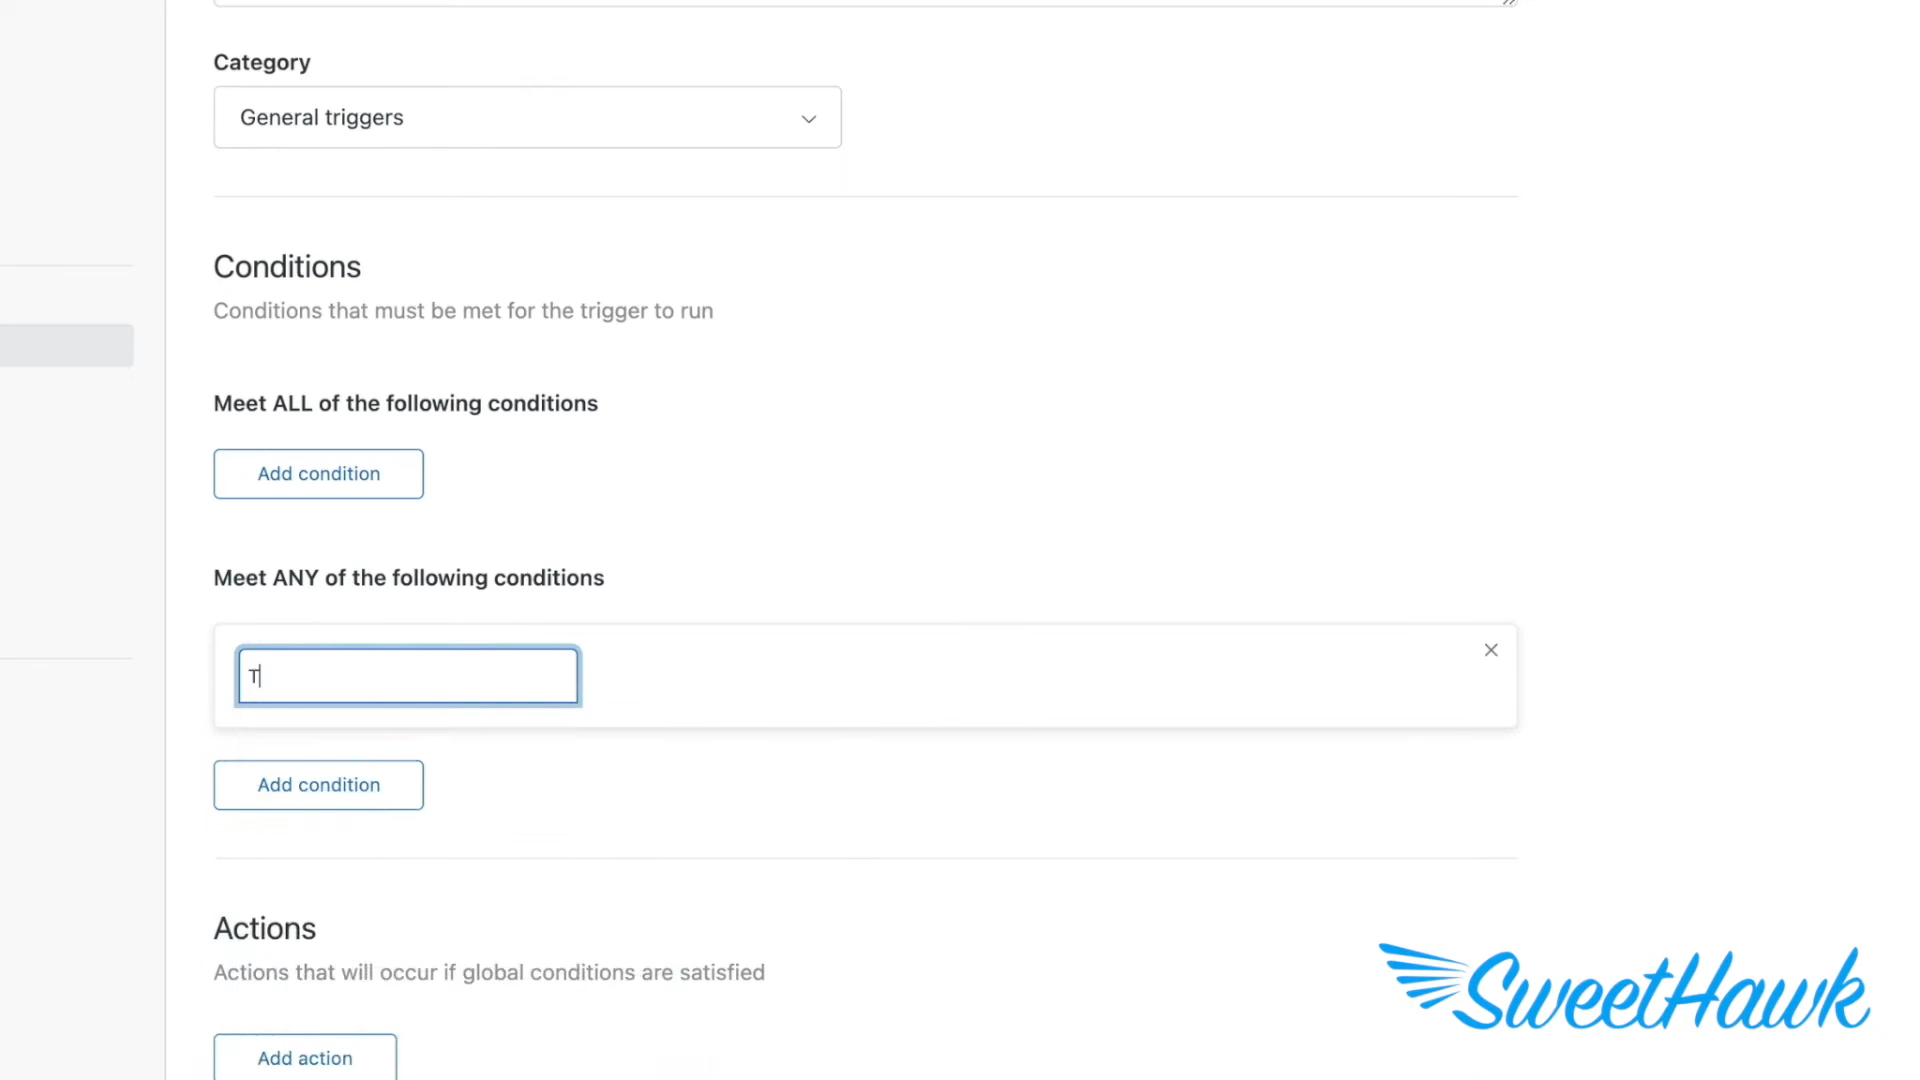 Category
General triggers
Conditions
Conditions that must be met for the trigger to run
Meet ALL of the following conditions
Add condition
Meet ANY of the following conditions
T
Add condition
Actions
Actions that will occur if global conditions are satisfied
Add action
SweetHawk